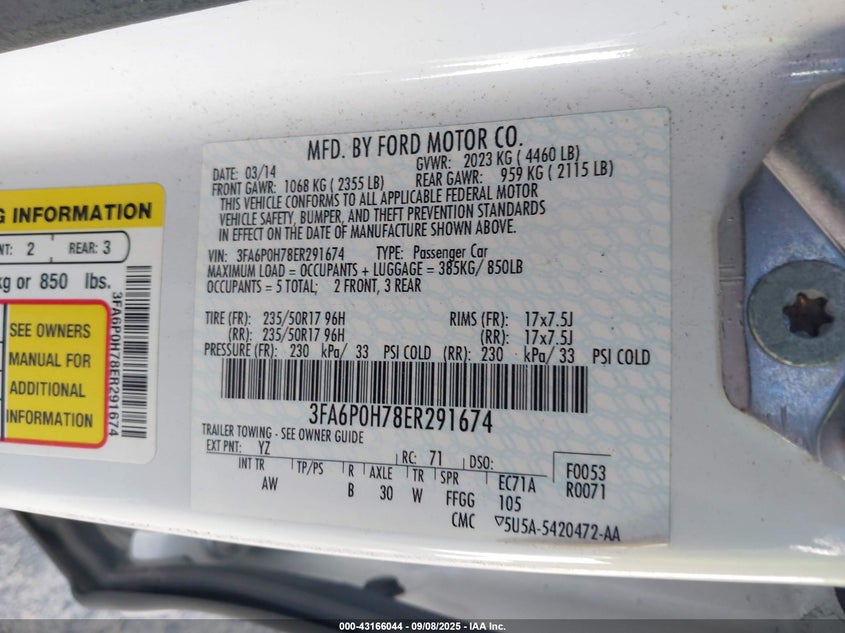 MFD. BY FORD MOTOR CO.
DATE: 03/14 GVWR: 2023 KG ( 4460 LB)
FRONT GAWR: 1068 KG ( 2355 LB) REAR GAWR: 959 KG ( 2115 LB)
THIS VEHICLE CONFORMS TO ALL APPLICABLE FEDERAL MOTOR
VEHICLE SAFETY, BUMPER, AND THEFT PREVENTION STANDARDS
IN EFFECT ON THE DATE OF MANUFACTURE SHOWN ABOVE.
VIN: 3FA6P0H78ER291674 TYPE: Passenger Car
MAXIMUM LOAD = OCCUPANTS + LUGGAGE = 385KG/ 850LB
OCCUPANTS = 5 TOTAL; 2 FRONT, 3 REAR
TIRE (FR): 235/50R17 96H RIMS (FR): 17x7.5J
(RR): 235/50R17 96H (RR): 17x7.5J
PRESSURE (FR): 230 kPa/ 33 PSI COLD (RR): 230 kPa/ 33 PSI COLD
3FA6P0H78ER291674
TRAILER TOWING - SEE OWNER GUIDE
EXT PNT: YZ RC: 71 DSO: F0053
INT TR TP/PS R AXLE TR SPR EC71A R0071
AW B 30 W FFGG 105
CMC ▽5U5A-5420472-AA
G INFORMATION
NT: 2 REAR: 3
kg or 850 lbs.
SEE OWNERS
MANUAL FOR
ADDITIONAL
INFORMATION
3FA6P0H78ER291674
000-43166044 - 09/08/2025 - IAA Inc.